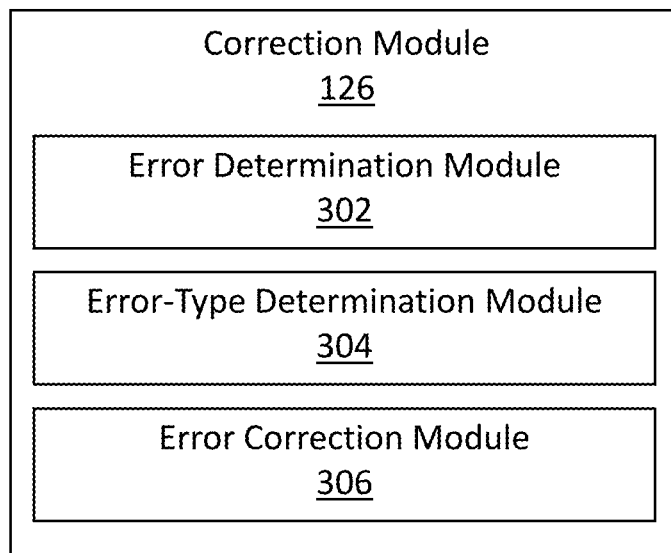 Correction Module
126
Error Determination Module
302
Error-Type Determination Module
304
Error Correction Module
306